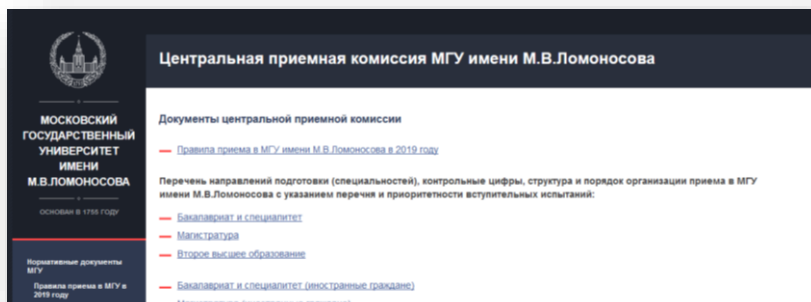 Центральная приемная комиссия МГУ имени М.В.Ломоносова
МОСКОВСКИЙ
ГОСУДАРСТВЕННЫЙ
УНИВЕРСИТЕТ
ИМЕНИ
М.В.ЛОМОНОСОВА
ОСНОВАН В 1755 ГОДУ
Нормативные документы
МГУ
Правила приема в МГУ в
2019 году
Документы центральной приемной комиссии
Правила приема в МГУ имени М.В.Ломоносова в 2019 году
Перечень направлений подготовки (специальностей), контрольные цифры, структура и порядок организации приема в МГУ
имени М.В.Ломоносова с указанием перечня и приоритетности вступительных испытаний:
Бакалавриат и специалитет
Магистратура
Второе высшее образование
Бакалавриат и специалитет (иностранные граждане)